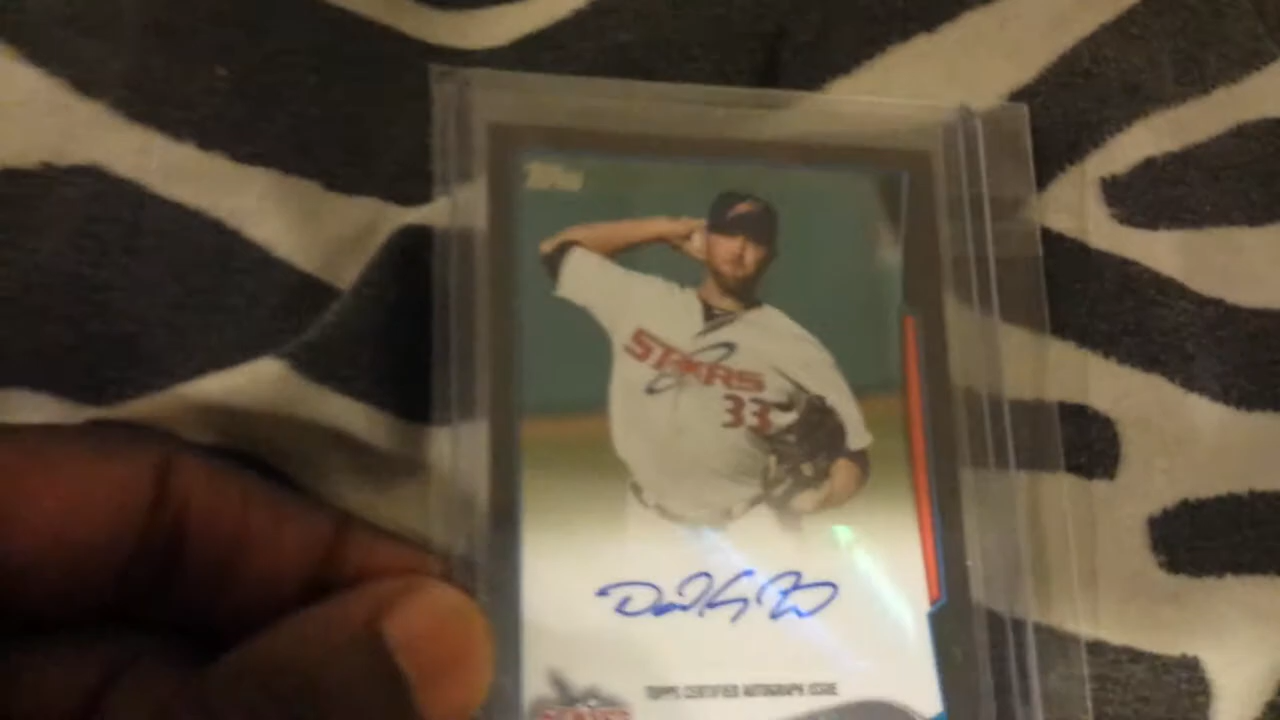 Topps
STARS
33
TOPPS CERTIFIED AUTOGRAPH ISSUE